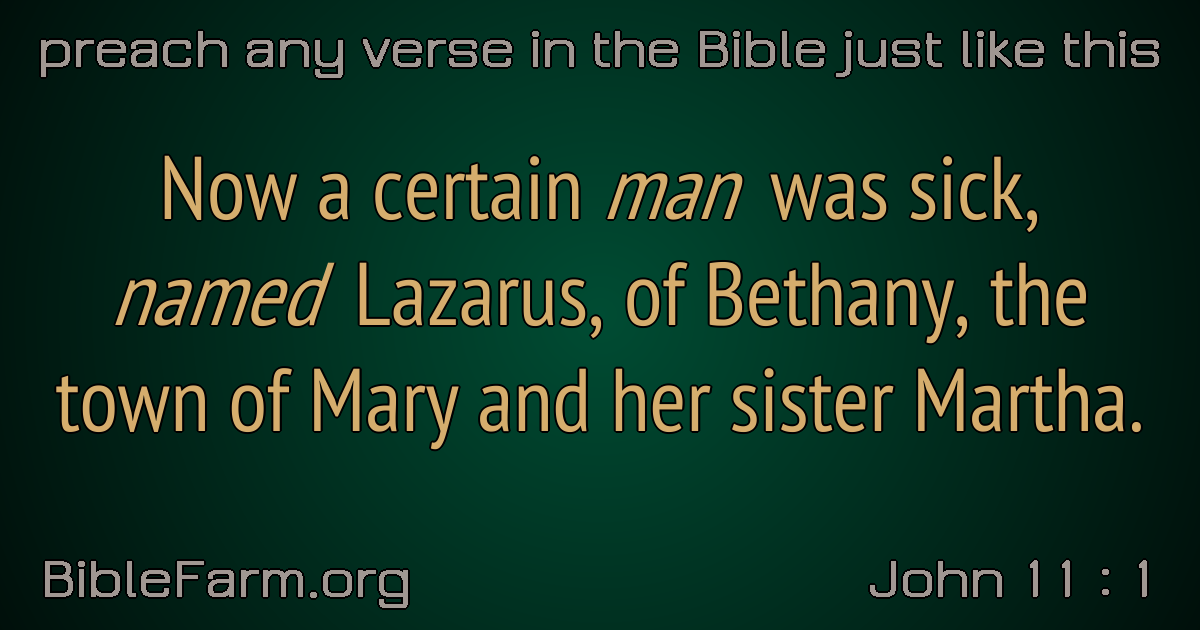 preach any verse in the Bible just like this
Now a certain man was sick,
named Lazarus, of Bethany, the
town of Mary and her sister Martha.
BibleFarm.org
John 11 : 1